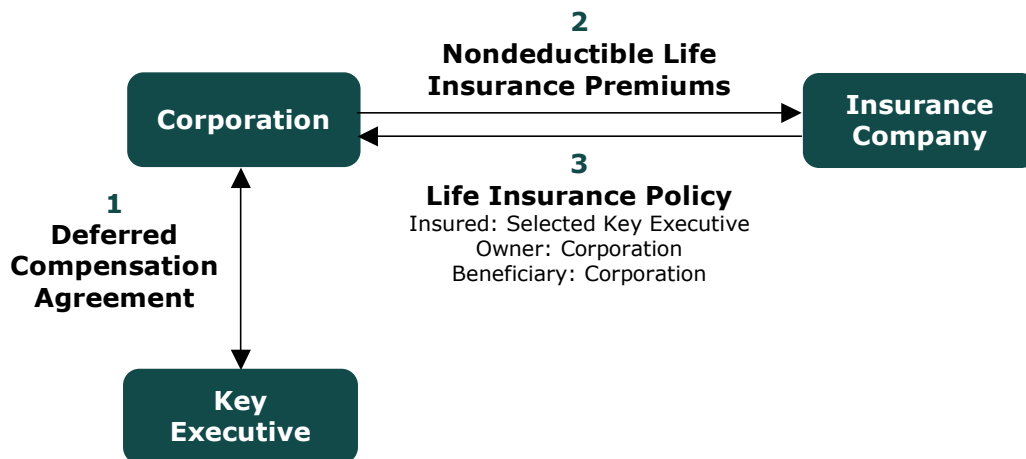 2
Nondeductible Life
Insurance Premiums
Corporation
Insurance
Company
3
Life Insurance Policy
Insured: Selected Key Executive
Owner: Corporation
Beneficiary: Corporation
1
Deferred
Compensation
Agreement
Key
Executive